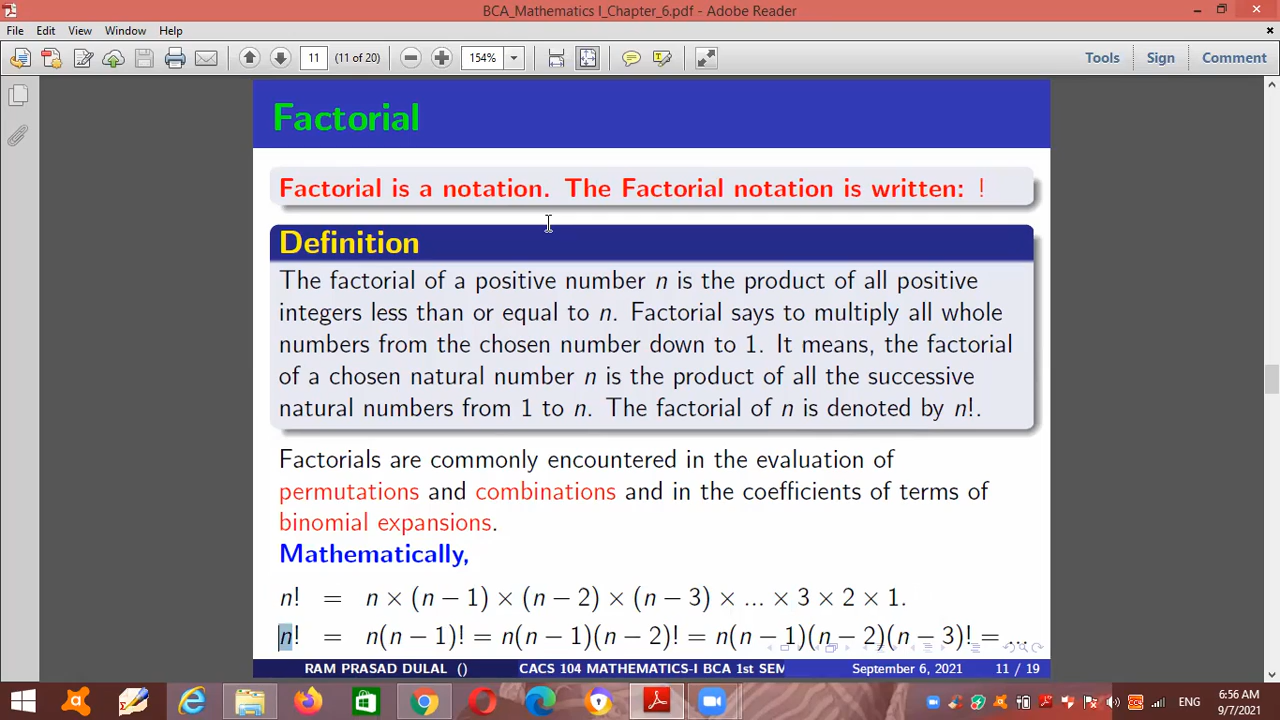 BCA_Mathematics I_Chapter_6.pdf - Adobe Reader
File Edit View Window Help
11 (11 of 20) 154% Tools Sign Comment
Factorial
Factorial is a notation. The Factorial notation is written: !
Definition
The factorial of a positive number n is the product of all positive
integers less than or equal to n. Factorial says to multiply all whole
numbers from the chosen number down to 1. It means, the factorial
of a chosen natural number n is the product of all the successive
natural numbers from 1 to n. The factorial of n is denoted by n!.
Factorials are commonly encountered in the evaluation of
permutations and combinations and in the coefficients of terms of
binomial expansions.
Mathematically,
n! = n × (n − 1) × (n − 2) × (n − 3) × ... × 3 × 2 × 1.
n! = n(n − 1)! = n(n − 1)(n − 2)! = n(n − 1)(n − 2)(n − 3)! = ...
RAM PRASAD DULAL () CACS 104 MATHEMATICS-I BCA 1st SEM September 6, 2021 11 / 19
ENG 6:56 AM
9/7/2021